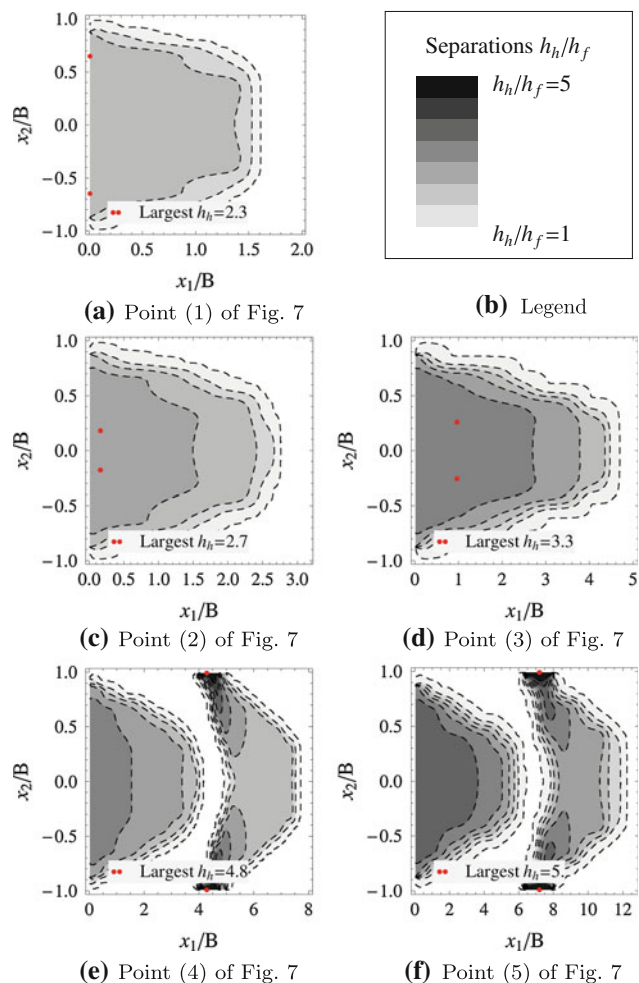 1.0
0.5
0.0
−0.5
−1.0
x₂/B
Largest hₕ=2.3
0.0 0.5 1.0 1.5 2.0
x₁/B
(a) Point (1) of Fig. 7
Separations hₕ/h_f
hₕ/h_f=5
hₕ/h_f=1
(b) Legend
1.0
0.5
0.0
−0.5
−1.0
x₂/B
Largest hₕ=2.7
0.0 0.5 1.0 1.5 2.0 2.5 3.0
x₁/B
(c) Point (2) of Fig. 7
1.0
0.5
0.0
−0.5
−1.0
x₂/B
Largest hₕ=3.3
0 1 2 3 4 5
x₁/B
(d) Point (3) of Fig. 7
1.0
0.5
0.0
−0.5
−1.0
x₂/B
Largest hₕ=4.8
0 2 4 6 8
x₁/B
(e) Point (4) of Fig. 7
1.0
0.5
0.0
−0.5
−1.0
x₂/B
Largest hₕ=5.
0 2 4 6 8 10 12
x₁/B
(f) Point (5) of Fig. 7